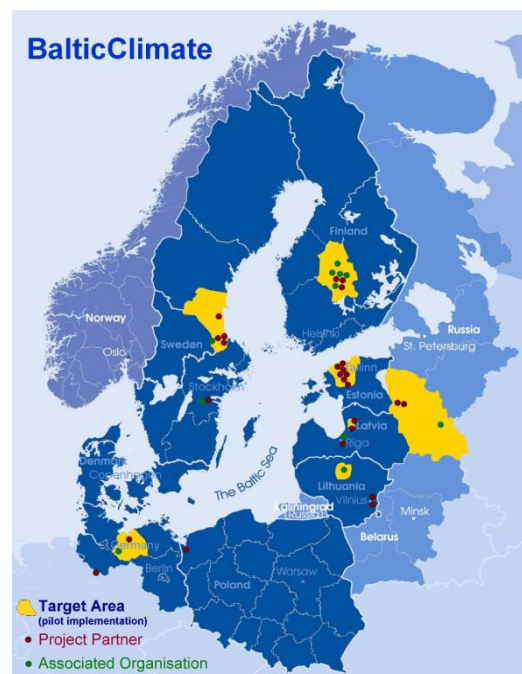 BalticClimate
Finland
Norway
Oslo
Sweden
Helsinki
Russia
St. Petersburg
Tallinn
Stockholm
Estonia
Latvia
Riga
Denmark
Copenhagen
The Baltic Sea
Lithuania
Vilnius
Kaliningrad
(Russia)
Minsk
Belarus
Germany
Berlin
Poland
Warsaw
Target Area
(pilot implementation)
Project Partner
Associated Organisation